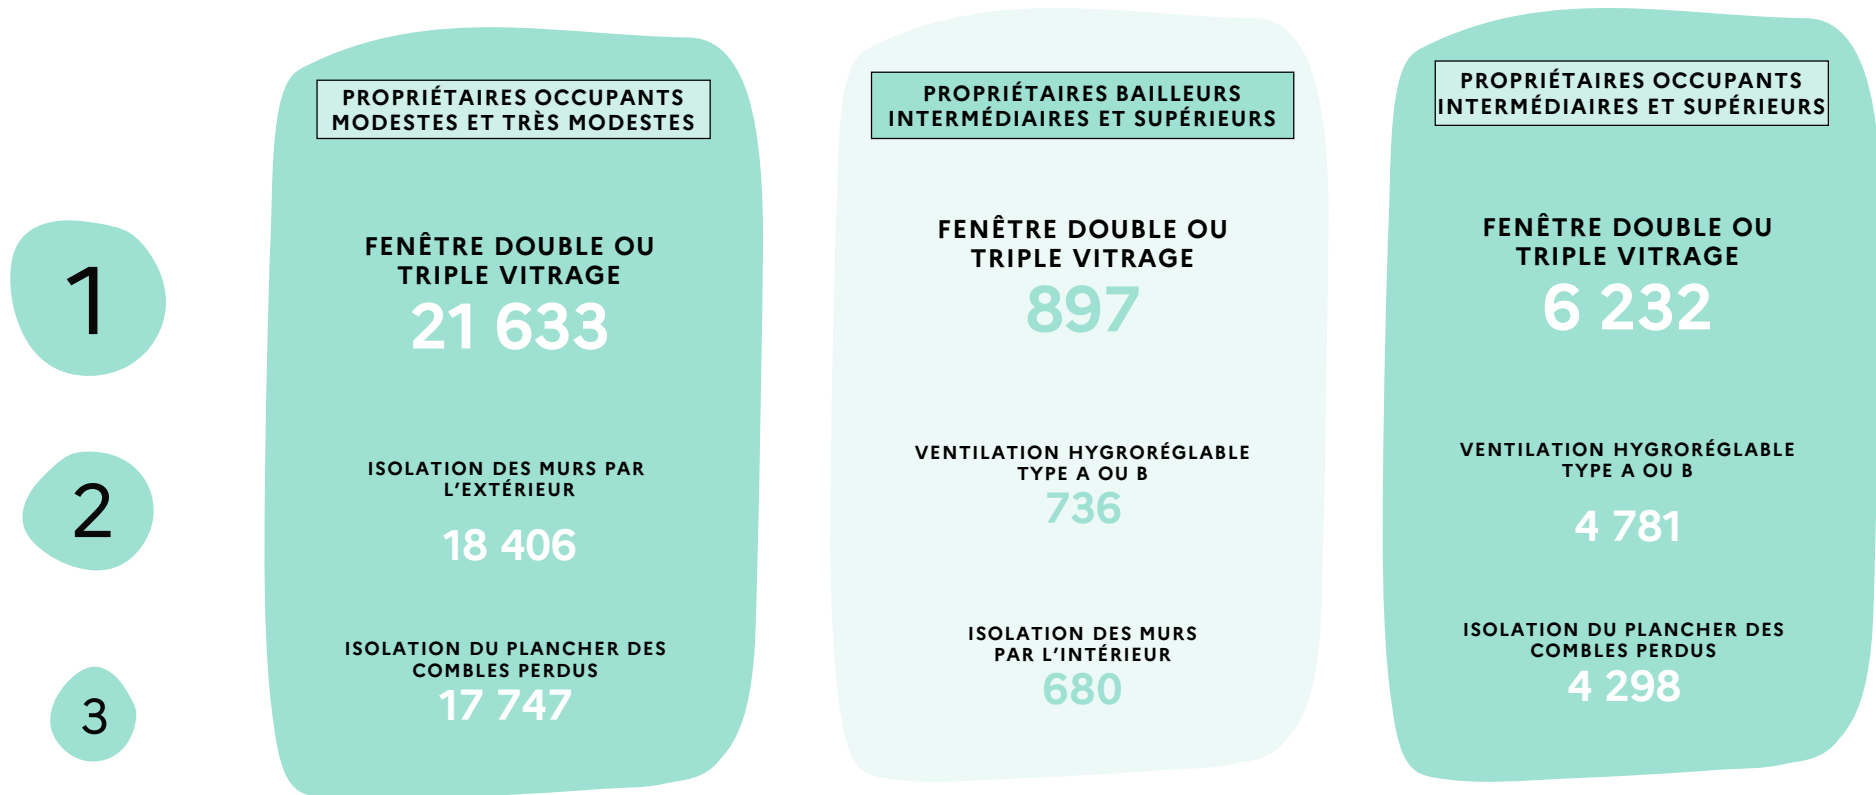 PROPRIÉTAIRES OCCUPANTS
MODESTES ET TRÈS MODESTES
PROPRIÉTAIRES BAILLEURS
INTERMÉDIAIRES ET SUPÉRIEURS
PROPRIÉTAIRES OCCUPANTS
INTERMÉDIAIRES ET SUPÉRIEURS
1
FENÊTRE DOUBLE OU
TRIPLE VITRAGE
21 633
FENÊTRE DOUBLE OU
TRIPLE VITRAGE
897
FENÊTRE DOUBLE OU
TRIPLE VITRAGE
6 232
2
ISOLATION DES MURS PAR
L'EXTÉRIEUR
18 406
VENTILATION HYGRORÉGLABLE
TYPE A OU B
736
VENTILATION HYGRORÉGLABLE
TYPE A OU B
4 781
3
ISOLATION DU PLANCHER DES
COMBLES PERDUS
17 747
ISOLATION DES MURS
PAR L'INTÉRIEUR
680
ISOLATION DU PLANCHER DES
COMBLES PERDUS
4 298